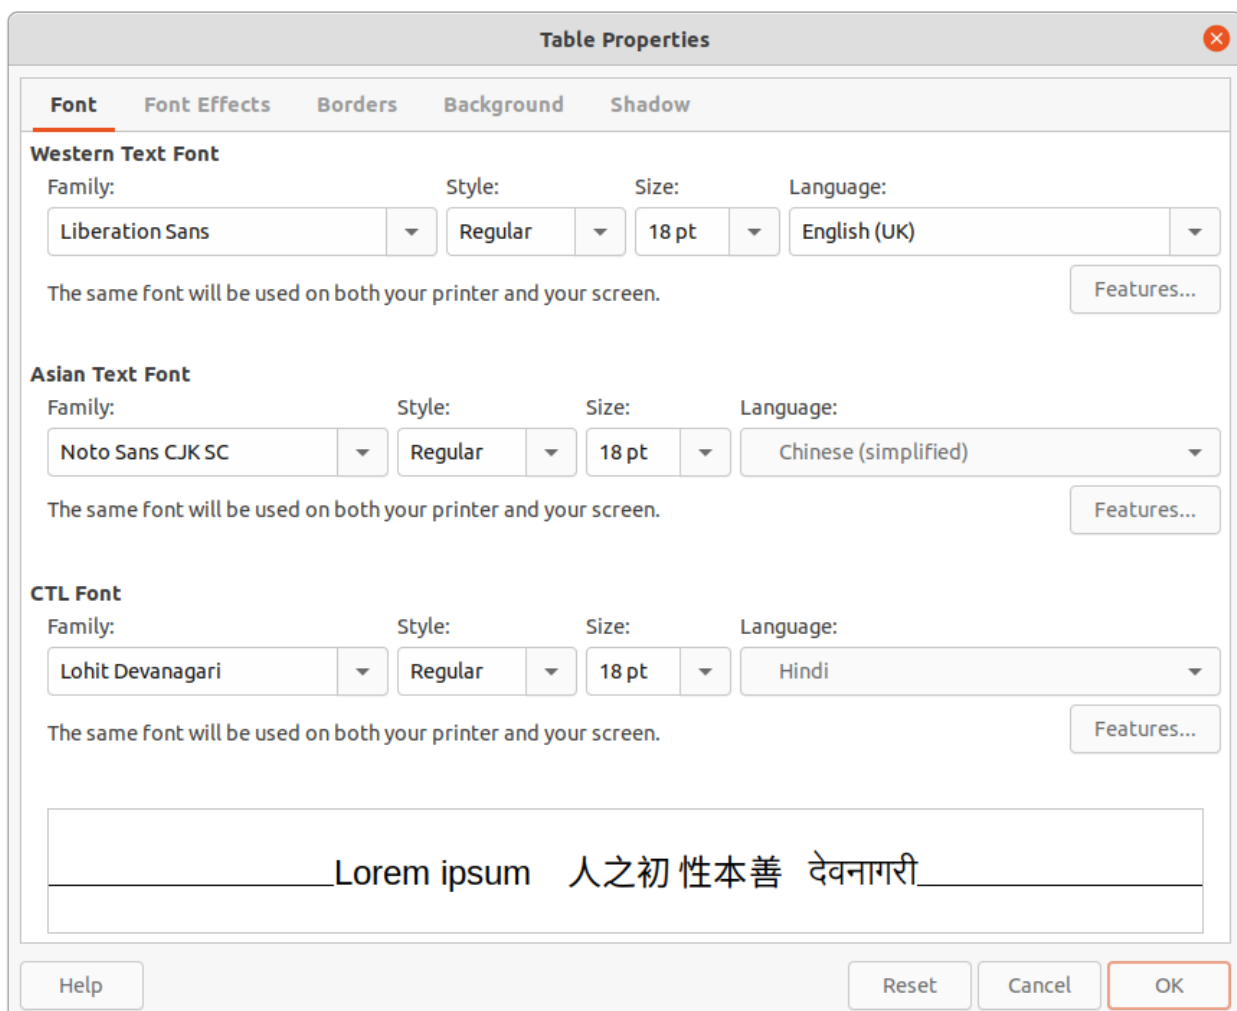 Table Properties
Font Font Effects Borders Background Shadow
Western Text Font
Family: Style: Size: Language:
Liberation Sans Regular 18 pt English (UK)
The same font will be used on both your printer and your screen. Features...
Asian Text Font
Family: Style: Size: Language:
Noto Sans CJK SC Regular 18 pt Chinese (simplified)
The same font will be used on both your printer and your screen. Features...
CTL Font
Family: Style: Size: Language:
Lohit Devanagari Regular 18 pt Hindi
The same font will be used on both your printer and your screen. Features...
Lorem ipsum 人之初 性本善 देवनागरी
Help Reset Cancel OK